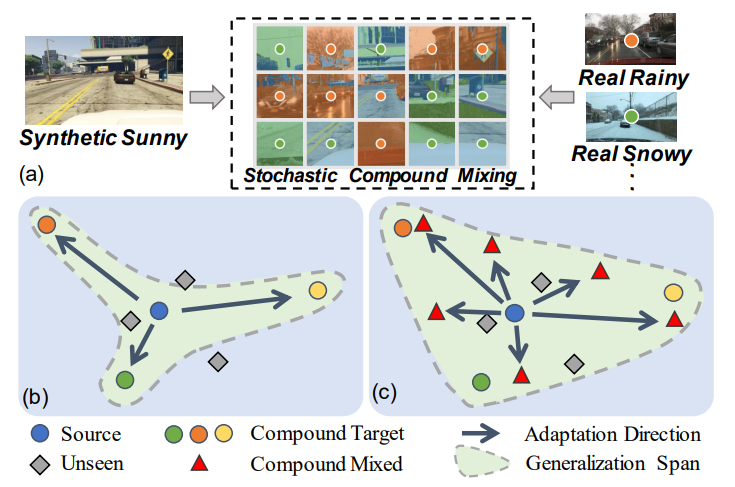 Synthetic Sunny
Real Rainy
Real Snowy
Stochastic Compound Mixing
(a)
(b)
(c)
Source
Compound Target
Adaptation Direction
Unseen
Compound Mixed
Generalization Span